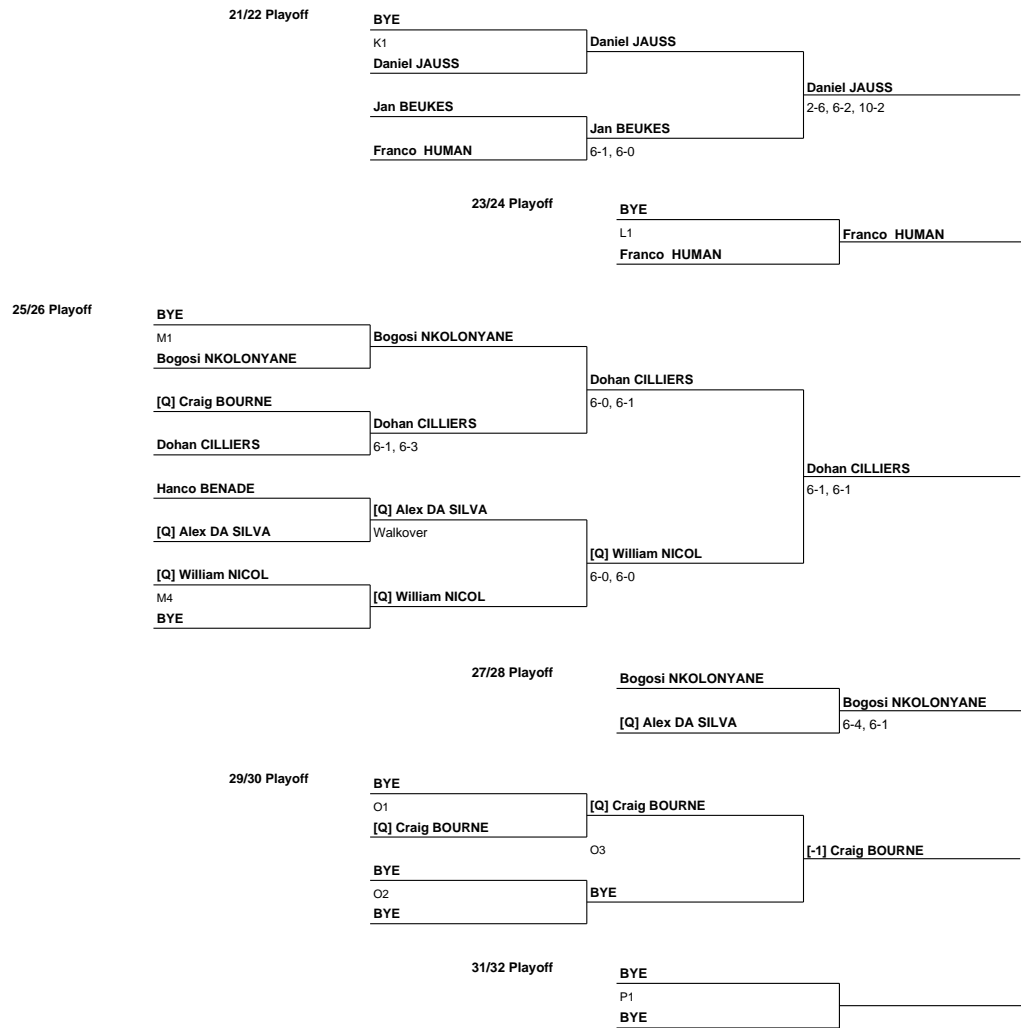 21/22 Playoff
BYE
K1
Daniel JAUSS
Daniel JAUSS
Daniel JAUSS
2-6, 6-2, 10-2
Jan BEUKES
Jan BEUKES
Franco  HUMAN
6-1, 6-0
23/24 Playoff
BYE
L1
Franco  HUMAN
Franco  HUMAN
25/26 Playoff
BYE
M1
Bogosi NKOLONYANE
Bogosi NKOLONYANE
Dohan CILLIERS
6-0, 6-1
[Q] Craig BOURNE
Dohan CILLIERS
Dohan CILLIERS
6-1, 6-3
Dohan CILLIERS
6-1, 6-1
Hanco BENADE
[Q] Alex DA SILVA
[Q] Alex DA SILVA
Walkover
[Q] William NICOL
6-0, 6-0
[Q] William NICOL
M4
[Q] William NICOL
BYE
27/28 Playoff
Bogosi NKOLONYANE
Bogosi NKOLONYANE
[Q] Alex DA SILVA
6-4, 6-1
29/30 Playoff
BYE
O1
[Q] Craig BOURNE
[Q] Craig BOURNE
O3
[-1] Craig BOURNE
BYE
O2
BYE
BYE
31/32 Playoff
BYE
P1
BYE